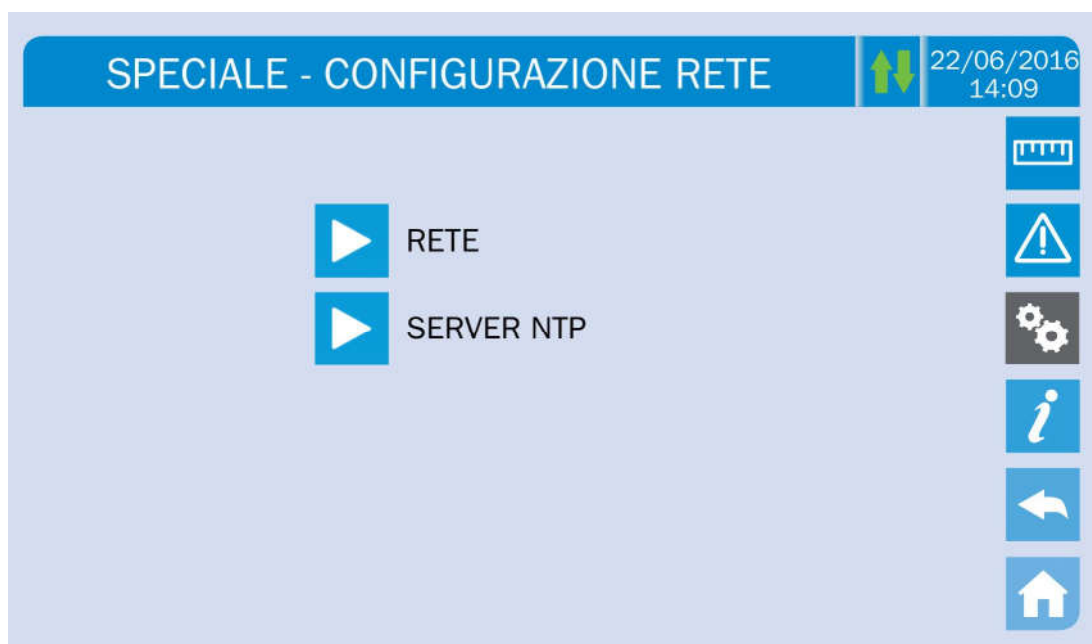 SPECIALE - CONFIGURAZIONE RETE
22/06/2016
14:09
RETE
SERVER NTP